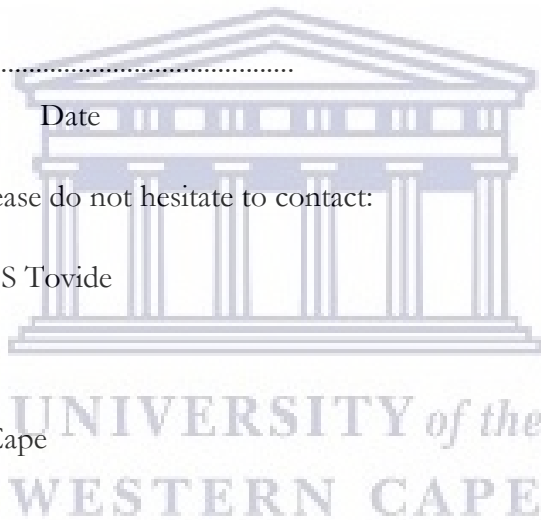 ................................................
Date
ease do not hesitate to contact:
S Tovide
Cape
UNIVERSITY of the
WESTERN CAPE